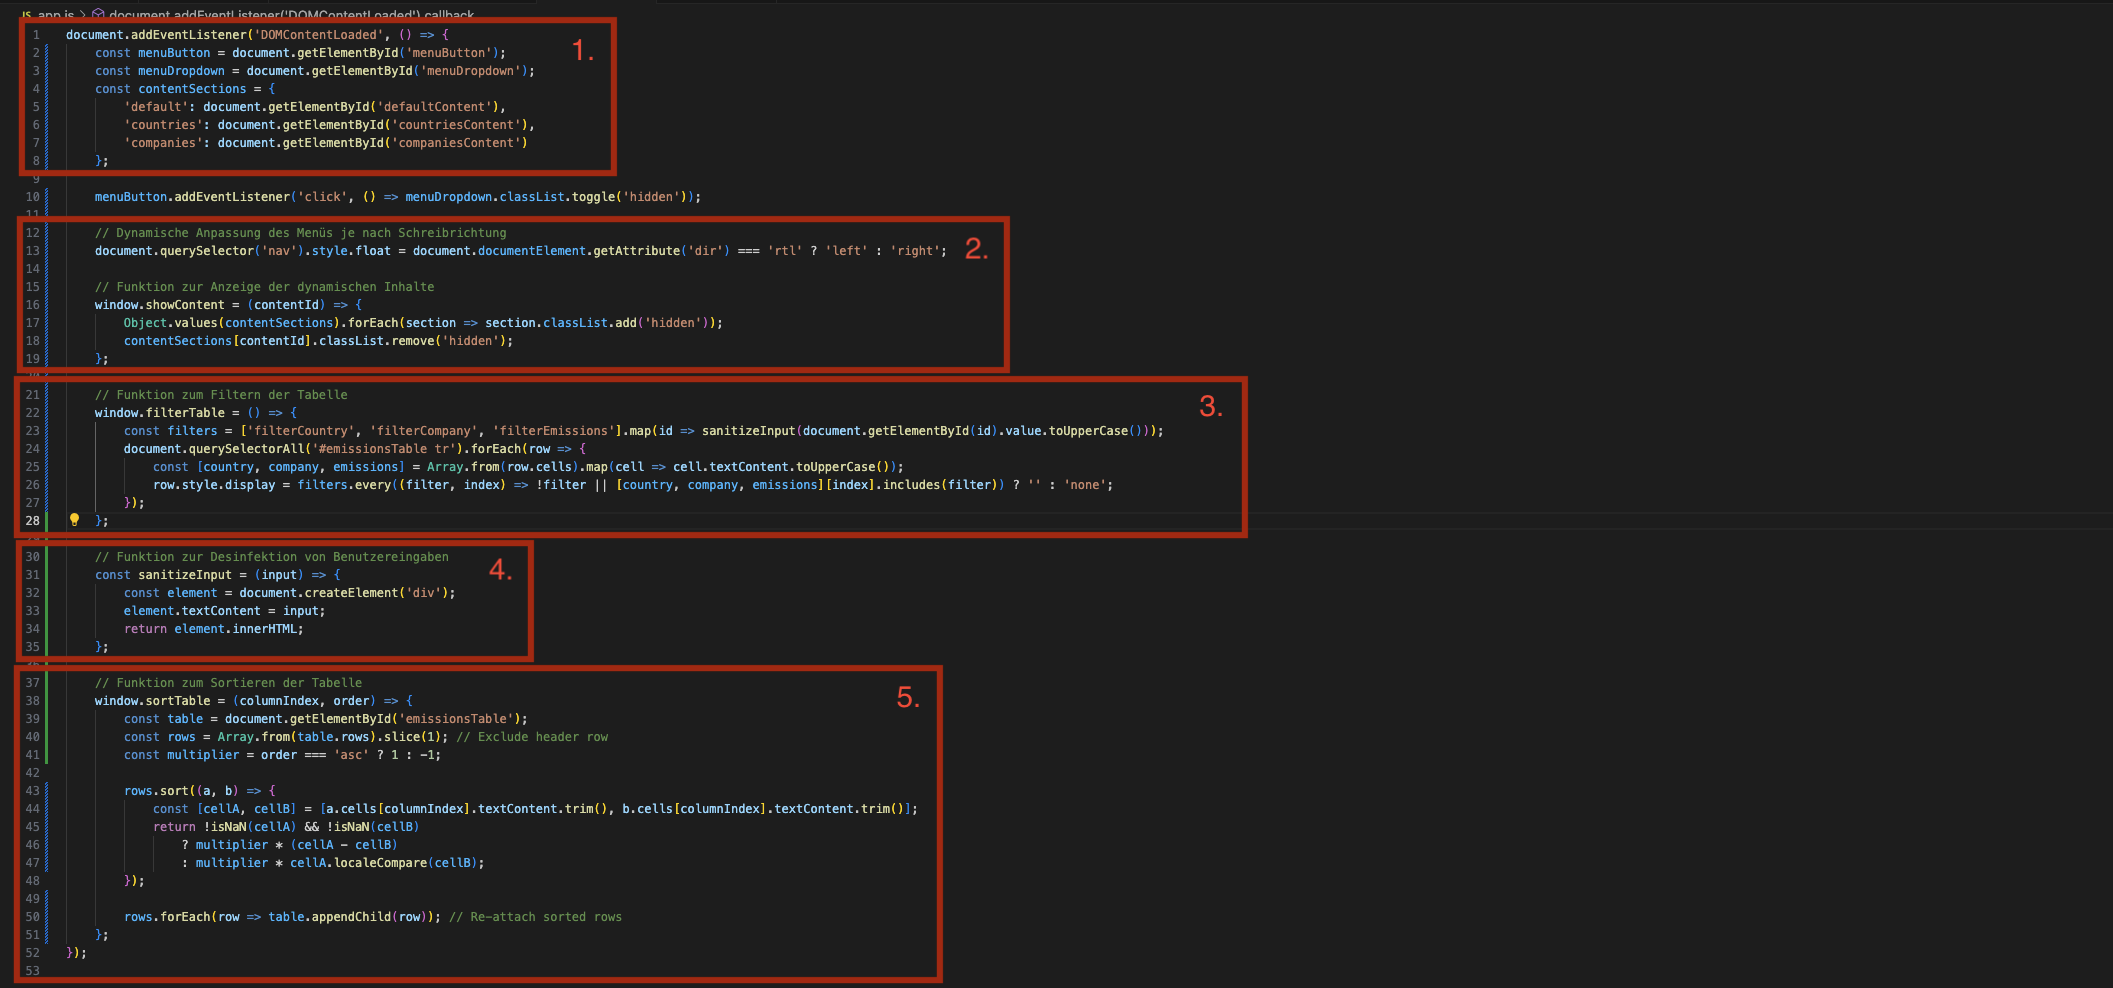 JS app.js > document.addEventListener('DOMContentLoaded') callback
1 document.addEventListener('DOMContentLoaded', () => {
1.
2 const menuButton = document.getElementById('menuButton');
3 const menuDropdown = document.getElementById('menuDropdown');
4 const contentSections = {
5 'default': document.getElementById('defaultContent'),
6 'countries': document.getElementById('countriesContent'),
7 'companies': document.getElementById('companiesContent')
8 };
9
10 menuButton.addEventListener('click', () => menuDropdown.classList.toggle('hidden'));
11
12 // Dynamische Anpassung des Menüs je nach Schreibrichtung
13 document.querySelector('nav').style.float = document.documentElement.getAttribute('dir') === 'rtl' ? 'left' : 'right';
2.
14
15 // Funktion zur Anzeige der dynamischen Inhalte
16 window.showContent = (contentId) => {
17 Object.values(contentSections).forEach(section => section.classList.add('hidden'));
18 contentSections[contentId].classList.remove('hidden');
19 };
21 // Funktion zum Filtern der Tabelle
3.
22 window.filterTable = () => {
23 const filters = ['filterCountry', 'filterCompany', 'filterEmissions'].map(id => sanitizeInput(document.getElementById(id).value.toUpperCase()));
24 document.querySelectorAll('#emissionsTable tr').forEach(row => {
25 const [country, company, emissions] = Array.from(row.cells).map(cell => cell.textContent.toUpperCase());
26 row.style.display = filters.every((filter, index) => !filter || [country, company, emissions][index].includes(filter)) ? '' : 'none';
27 });
28 };
30 // Funktion zur Desinfektion von Benutzereingaben
4.
31 const sanitizeInput = (input) => {
32 const element = document.createElement('div');
33 element.textContent = input;
34 return element.innerHTML;
35 };
37 // Funktion zum Sortieren der Tabelle
5.
38 window.sortTable = (columnIndex, order) => {
39 const table = document.getElementById('emissionsTable');
40 const rows = Array.from(table.rows).slice(1); // Exclude header row
41 const multiplier = order === 'asc' ? 1 : -1;
42
43 rows.sort((a, b) => {
44 const [cellA, cellB] = [a.cells[columnIndex].textContent.trim(), b.cells[columnIndex].textContent.trim()];
45 return !isNaN(cellA) && !isNaN(cellB)
46 ? multiplier * (cellA - cellB)
47 : multiplier * cellA.localeCompare(cellB);
48 });
49
50 rows.forEach(row => table.appendChild(row)); // Re-attach sorted rows
51 };
52 });
53